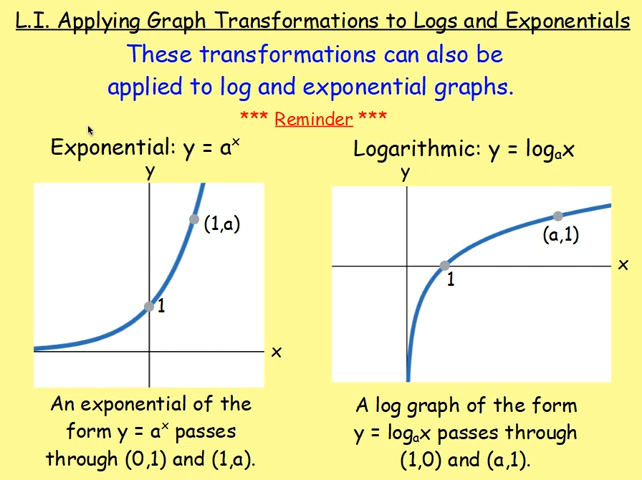 L.I. Applying Graph Transformations to Logs and Exponentials
These transformations can also be
applied to log and exponential graphs.
*** Reminder ***
Exponential: y = aˣ
y
(1,a)
1
x
An exponential of the
form y = aˣ passes
through (0,1) and (1,a).
Logarithmic: y = logₐx
y
(a,1)
1
x
A log graph of the form
y = logₐx passes through
(1,0) and (a,1).